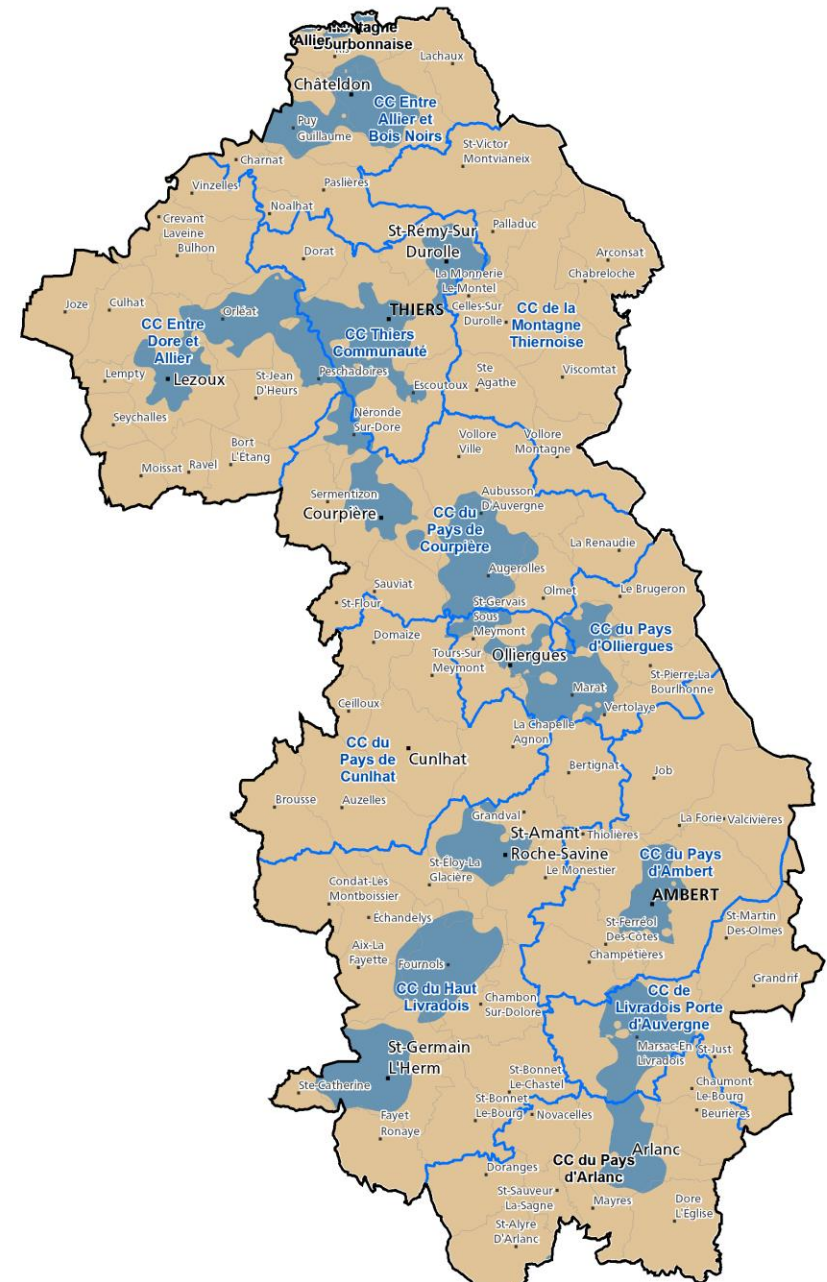 Montagne
Allier
Bourbonnaise
Ris
Lachaux
Châteldon
CC Entre
Allier et
Bois Noirs
Puy
Guillaume
Charnat
St-Victor
Montvianeix
Vinzelles
Paslières
Noalhat
Crevant
Laveine
Bulhon
St-Rémy-Sur
Durolle
Palladuc
Dorat
Arconsat
Chabreloche
La Monnerie
Le-Montel
Joze
Culhat
Orléat
THIERS
Celles-Sur
Durolle
CC de la
Montagne
Thiernoise
CC Entre
Dore et
Allier
CC Thiers
Communauté
Lempty
Lezoux
St-Jean
D'Heurs
Peschadoires
Escoutoux
Ste
Agathe
Viscomtat
Seychalles
Néronde
Sur-Dore
Vollore
Ville
Vollore
Montagne
Bort
L'Étang
Moissat
Ravel
Sermentizon
Courpière
Aubusson
D'Auvergne
CC du
Pays de
Courpière
La Renaudie
Augerolles
Sauviat
St-Flour
Olmet
Le Brugeron
St-Gervais
Sous
Meymont
CC du Pays
d'Olliergues
Domaize
Tours-Sur
Meymont
Olliergues
St-Pierre-La
Bourlhonne
Marat
Vertolaye
Ceilloux
La Chapelle
Agnon
CC du
Pays de
Cunlhat
Cunlhat
Bertignat
Job
Brousse
Auzelles
Grandval
La Forie
Valcivières
St-Amant
Roche-Savine
Thiolières
St-Éloy-La
Glacière
Le Monestier
CC du Pays
d'Ambert
AMBERT
Condat-Lès
Montboissier
Échandelys
St-Ferréol
Des-Côtes
St-Martin
Des-Olmes
Aix-La
Fayette
Fournols
Champétières
Grandrif
CC du Haut
Livradois
Chambon
Sur-Dolore
CC de
Livradois Porte
d'Auvergne
Marsac-En
Livradois
St-Just
St-Germain
L'Herm
Ste-Catherine
St-Bonnet
Le-Chastel
Chaumont
Le-Bourg
St-Bonnet
Le-Bourg
Novacelles
Beurières
Fayet
Ronaye
Arlanc
CC du Pays
d'Arlanc
Doranges
St-Sauveur
La-Sagne
Mayres
Dore
L'Église
St-Alyre
D'Arlanc